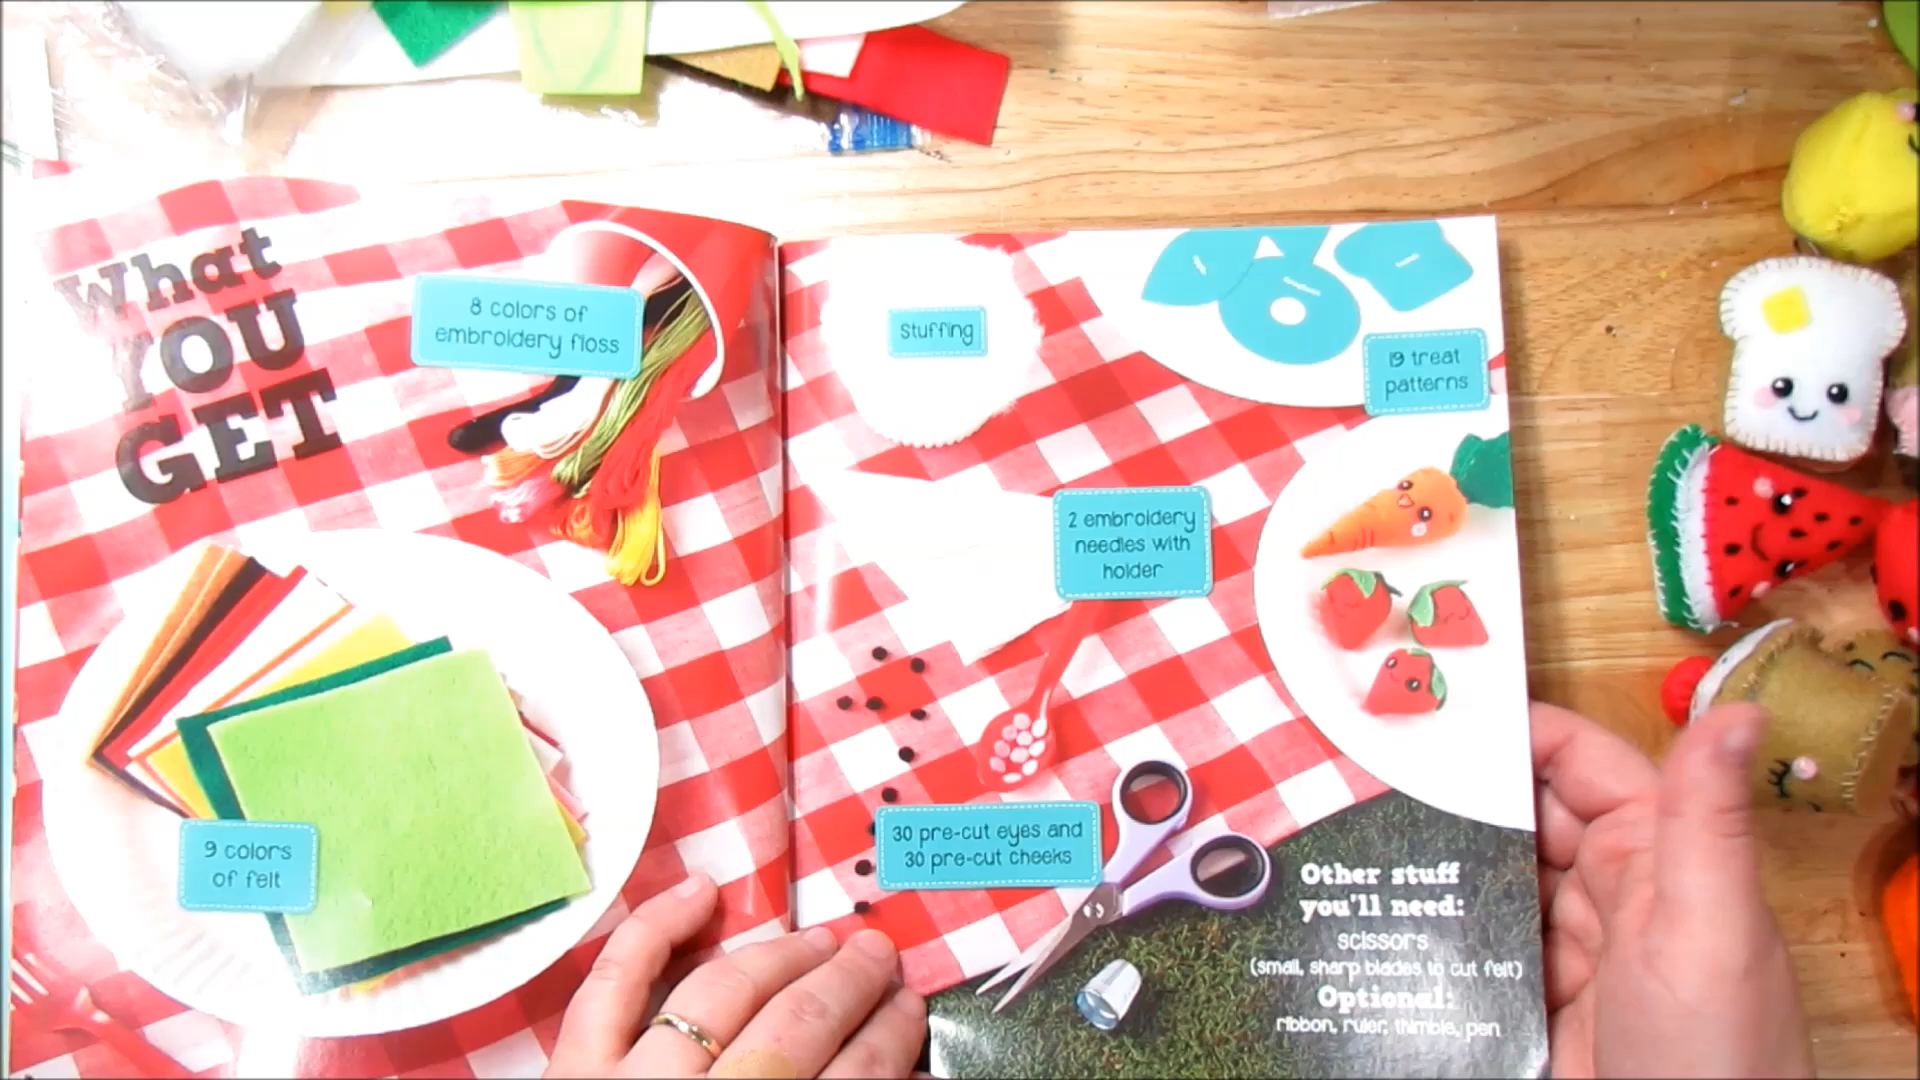 What
YOU
GET
8 colors of
embroidery floss
9 colors
of felt
stuffing
19 treat
patterns
2 embroidery
needles with
holder
30 pre-cut eyes and
30 pre-cut cheeks
Other stuff
you'll need:
scissors
(small, sharp blades to cut felt)
Optional:
ribbon, ruler, thimble, pen